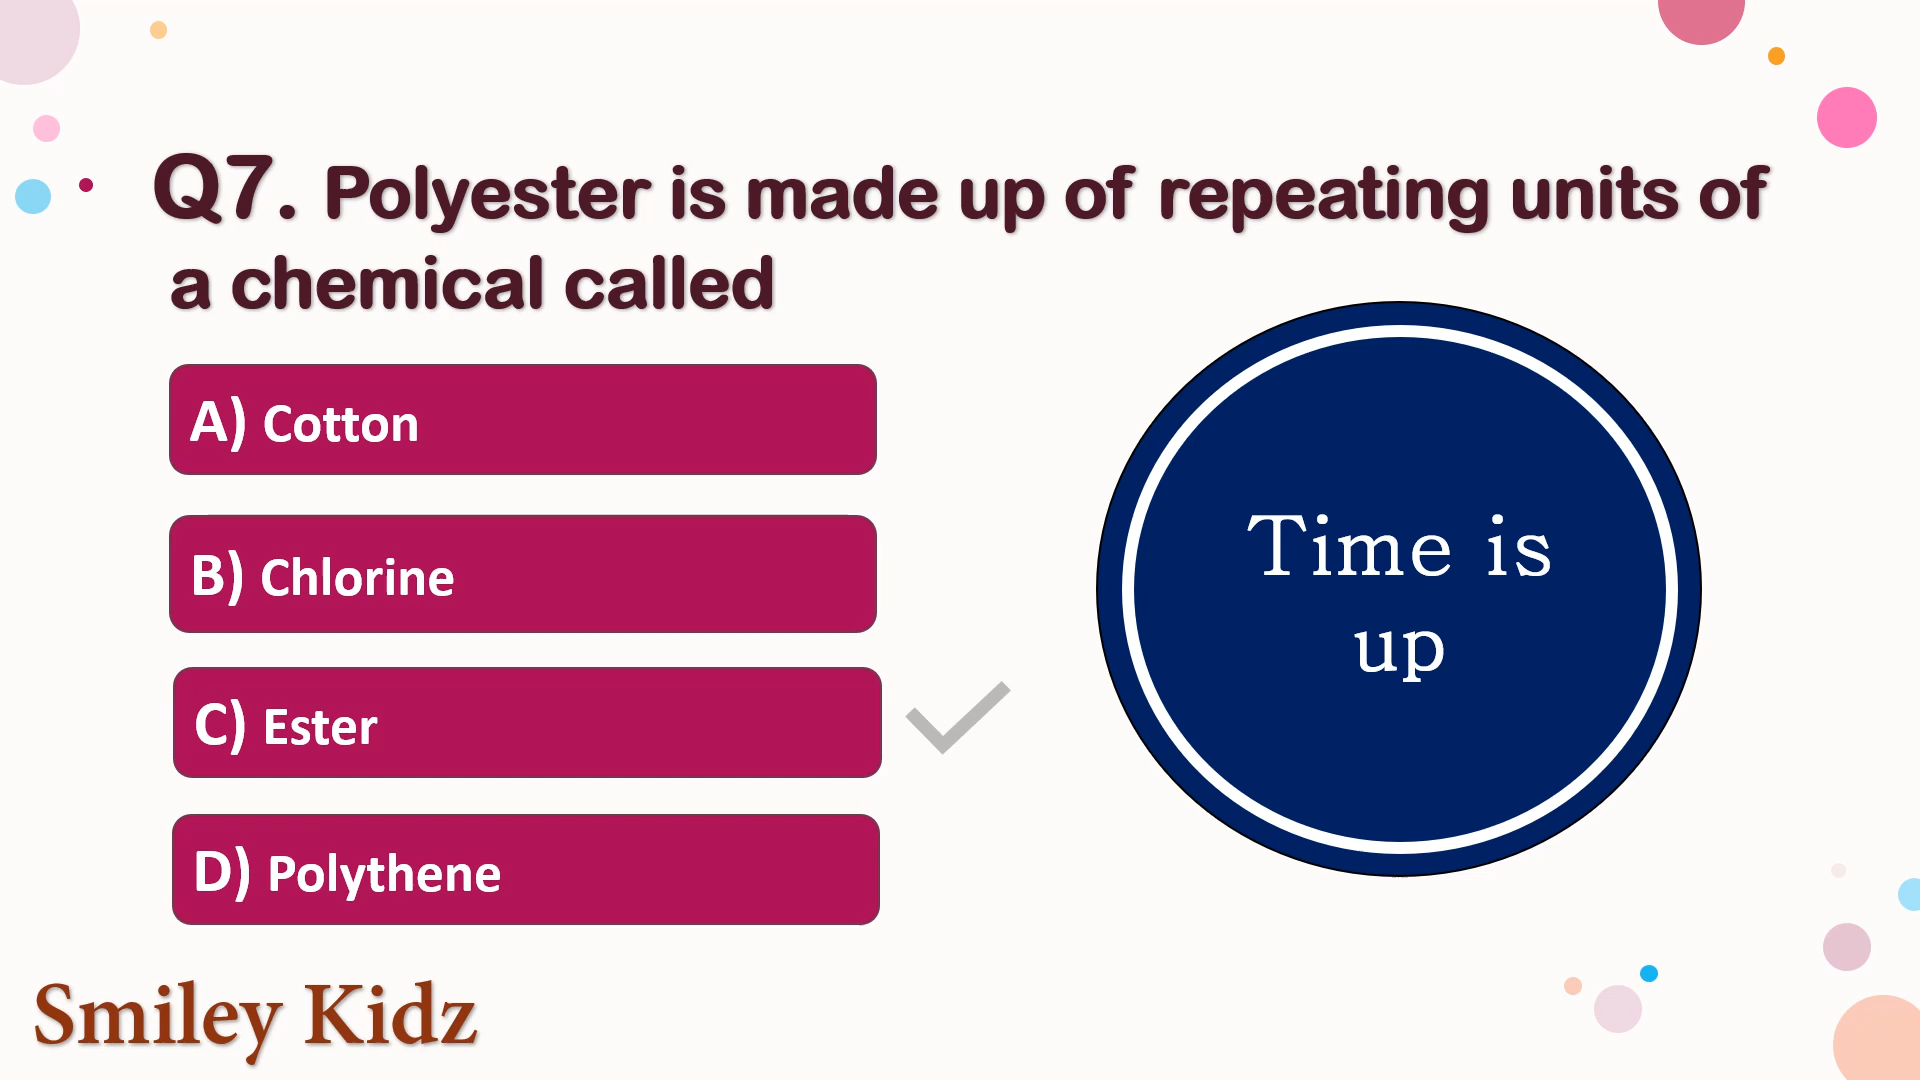 Q7. Polyester is made up of repeating units of
a chemical called
A) Cotton
B) Chlorine
C) Ester
D) Polythene
Time is
up
Smiley Kidz